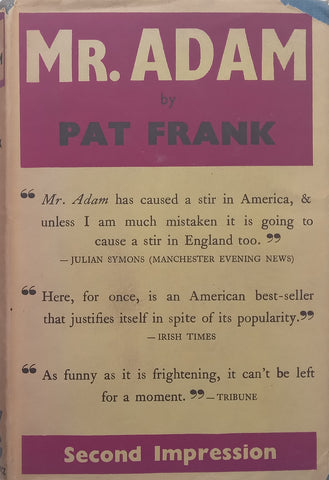 MR. ADAM
by
PAT FRANK
❝ Mr. Adam has caused a stir in America, &
unless I am much mistaken it is going to
cause a stir in England too. ❞
— JULIAN SYMONS (MANCHESTER EVENING NEWS)
❝ Here, for once, is an American best-seller
that justifies itself in spite of its popularity.❞
— IRISH TIMES
❝ As funny as it is frightening, it can't be left
for a moment. ❞— TRIBUNE
Second Impression